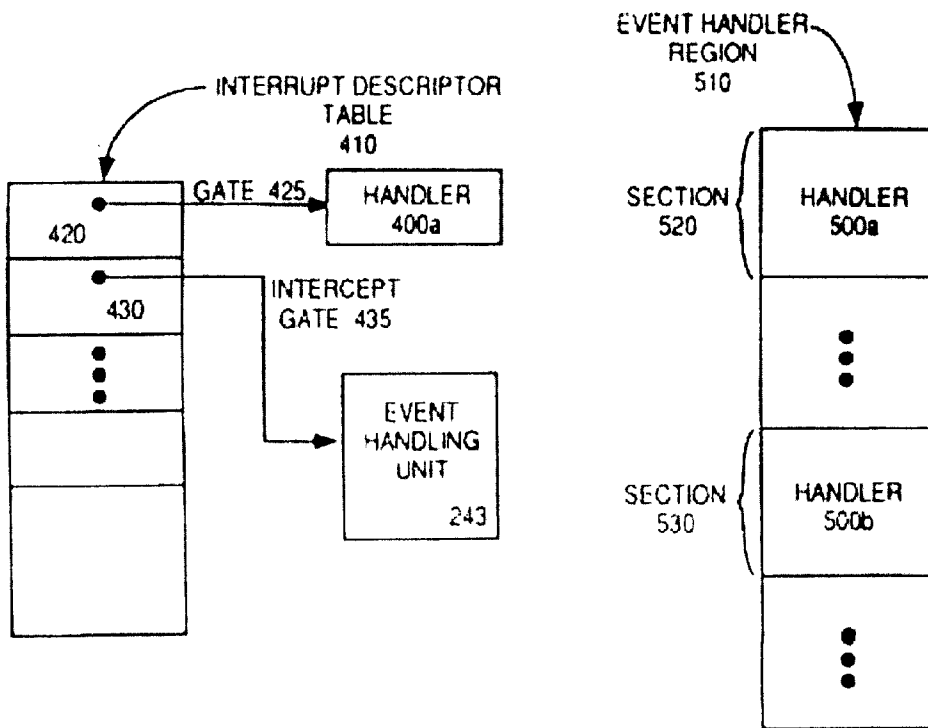 INTERRUPT DESCRIPTOR
TABLE
410
GATE 425
HANDLER
400a
420
430
INTERCEPT
GATE 435
EVENT
HANDLING
UNIT
243
EVENT HANDLER
REGION
510
SECTION
520
HANDLER
500a
SECTION
530
HANDLER
500b